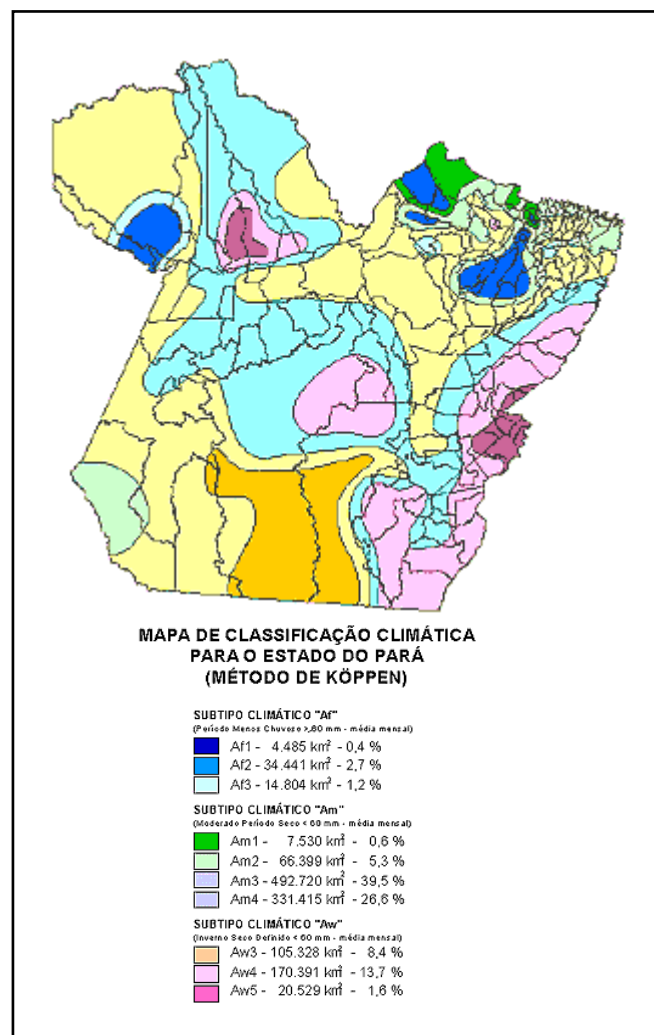 MAPA DE CLASSIFICAÇÃO CLIMÁTICA
PARA O ESTADO DO PARÁ
(MÉTODO DE KÖPPEN)
SUBTIPO CLIMÁTICO "Af"
(Período Menos Chuvoso >,60 mm - média mensal)
Af1 - 4.485 km² - 0,4 %
Af2 - 34.441 km² - 2,7 %
Af3 - 14.804 km² - 1,2 %
SUBTIPO CLIMÁTICO "Am"
(Moderado Período Seco < 60 mm - média mensal)
Am1 - 7.530 km² - 0,6 %
Am2 - 66.399 km² - 5,3 %
Am3 - 492.720 km² - 39,5 %
Am4 - 331.415 km² - 26,6 %
SUBTIPO CLIMÁTICO "Aw"
(Inverno Seco Definido < 60 mm - média mensal)
Aw3 - 105.328 km² - 8,4 %
Aw4 - 170.391 km² - 13,7 %
Aw5 - 20.529 km² - 1,6 %